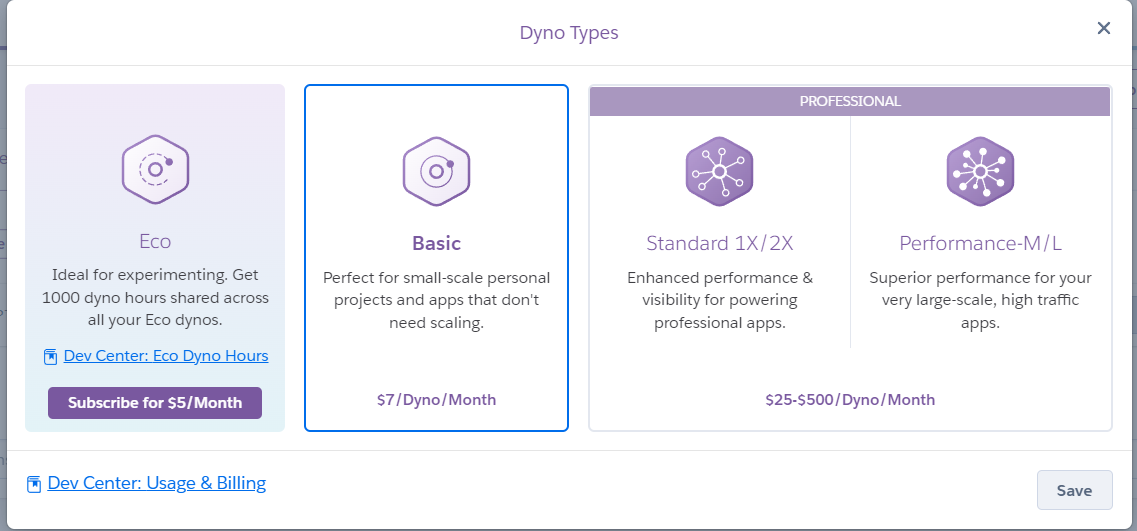 Dyno Types
Eco
Ideal for experimenting. Get
1000 dyno hours shared across
all your Eco dynos.
Dev Center: Eco Dyno Hours
Subscribe for $5/Month
Basic
Perfect for small-scale personal
projects and apps that don't
need scaling.
$7/Dyno/Month
PROFESSIONAL
Standard 1X/2X
Enhanced performance &
visibility for powering
professional apps.
Performance-M/L
Superior performance for your
very large-scale, high traffic
apps.
$25-$500/Dyno/Month
Dev Center: Usage & Billing
Save